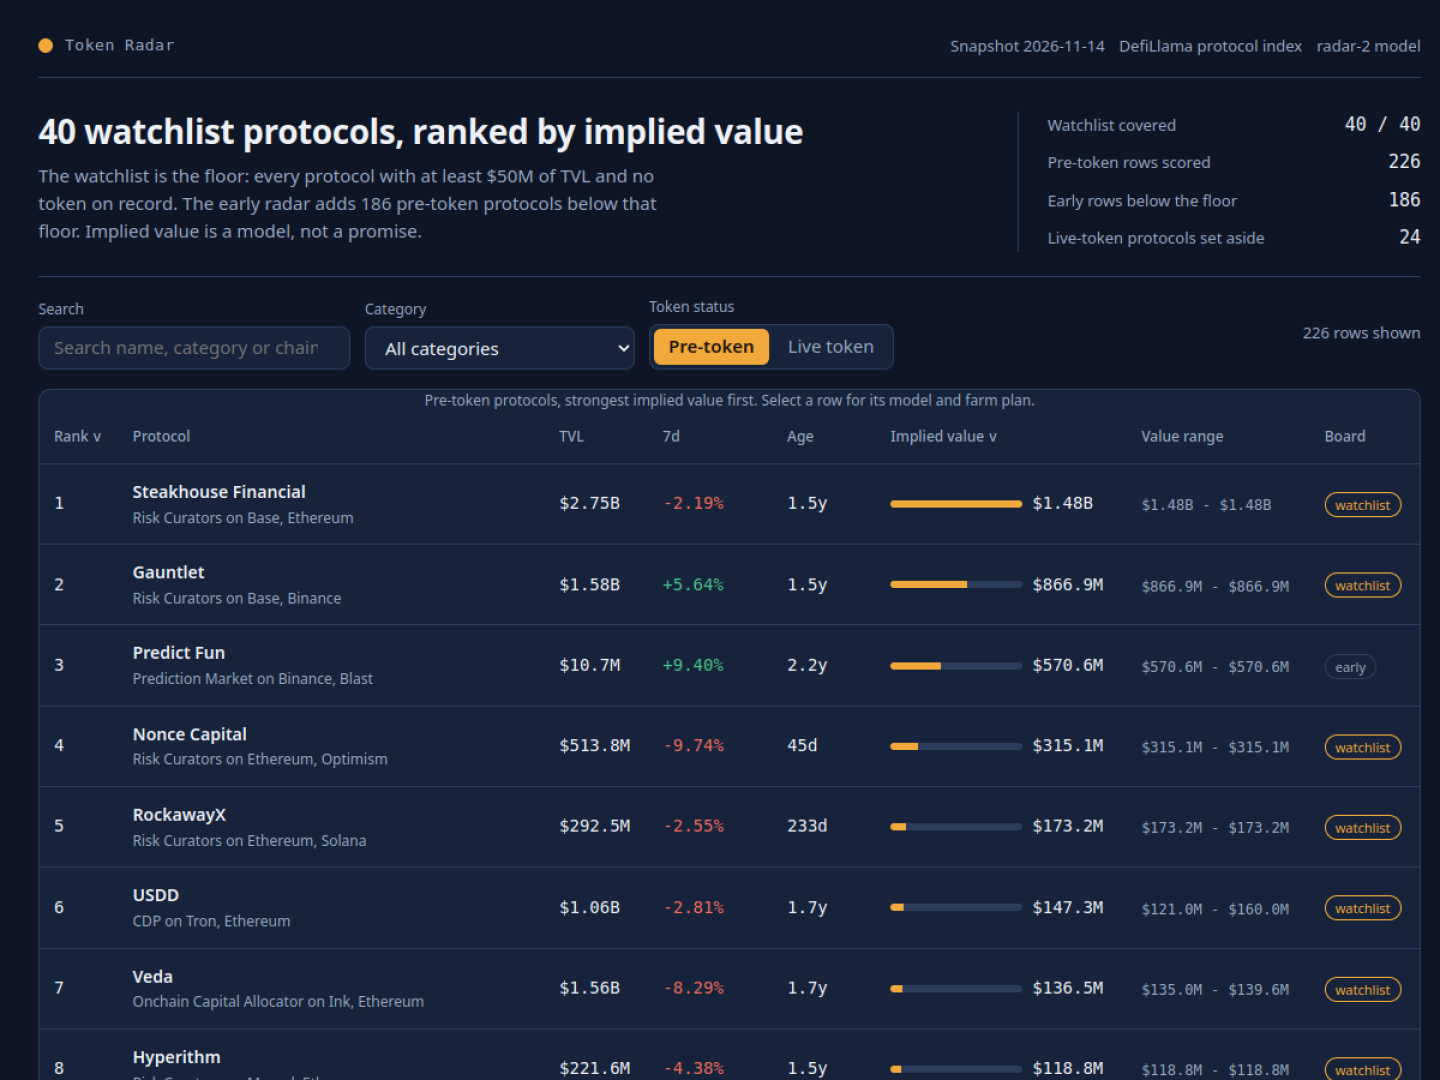 Token Radar
Snapshot 2026-11-14 DefiLlama protocol index radar-2 model
40 watchlist protocols, ranked by implied value
The watchlist is the floor: every protocol with at least $50M of TVL and no
token on record. The early radar adds 186 pre-token protocols below that
floor. Implied value is a model, not a promise.
Watchlist covered 40 / 40
Pre-token rows scored 226
Early rows below the floor 186
Live-token protocols set aside 24
Search Category Token status
Search name, category or chain All categories Pre-token Live token 226 rows shown
Pre-token protocols, strongest implied value first. Select a row for its model and farm plan.
Rank v Protocol TVL 7d Age Implied value v Value range Board
1 Steakhouse Financial $2.75B -2.19% 1.5y $1.48B $1.48B - $1.48B watchlist
Risk Curators on Base, Ethereum
2 Gauntlet $1.58B +5.64% 1.5y $866.9M $866.9M - $866.9M watchlist
Risk Curators on Base, Binance
3 Predict Fun $10.7M +9.40% 2.2y $570.6M $570.6M - $570.6M early
Prediction Market on Binance, Blast
4 Nonce Capital $513.8M -9.74% 45d $315.1M $315.1M - $315.1M watchlist
Risk Curators on Ethereum, Optimism
5 RockawayX $292.5M -2.55% 233d $173.2M $173.2M - $173.2M watchlist
Risk Curators on Ethereum, Solana
6 USDD $1.06B -2.81% 1.7y $147.3M $121.0M - $160.0M watchlist
CDP on Tron, Ethereum
7 Veda $1.56B -8.29% 1.7y $136.5M $135.0M - $139.6M watchlist
Onchain Capital Allocator on Ink, Ethereum
8 Hyperithm $221.6M -4.38% 1.5y $118.8M $118.8M - $118.8M watchlist